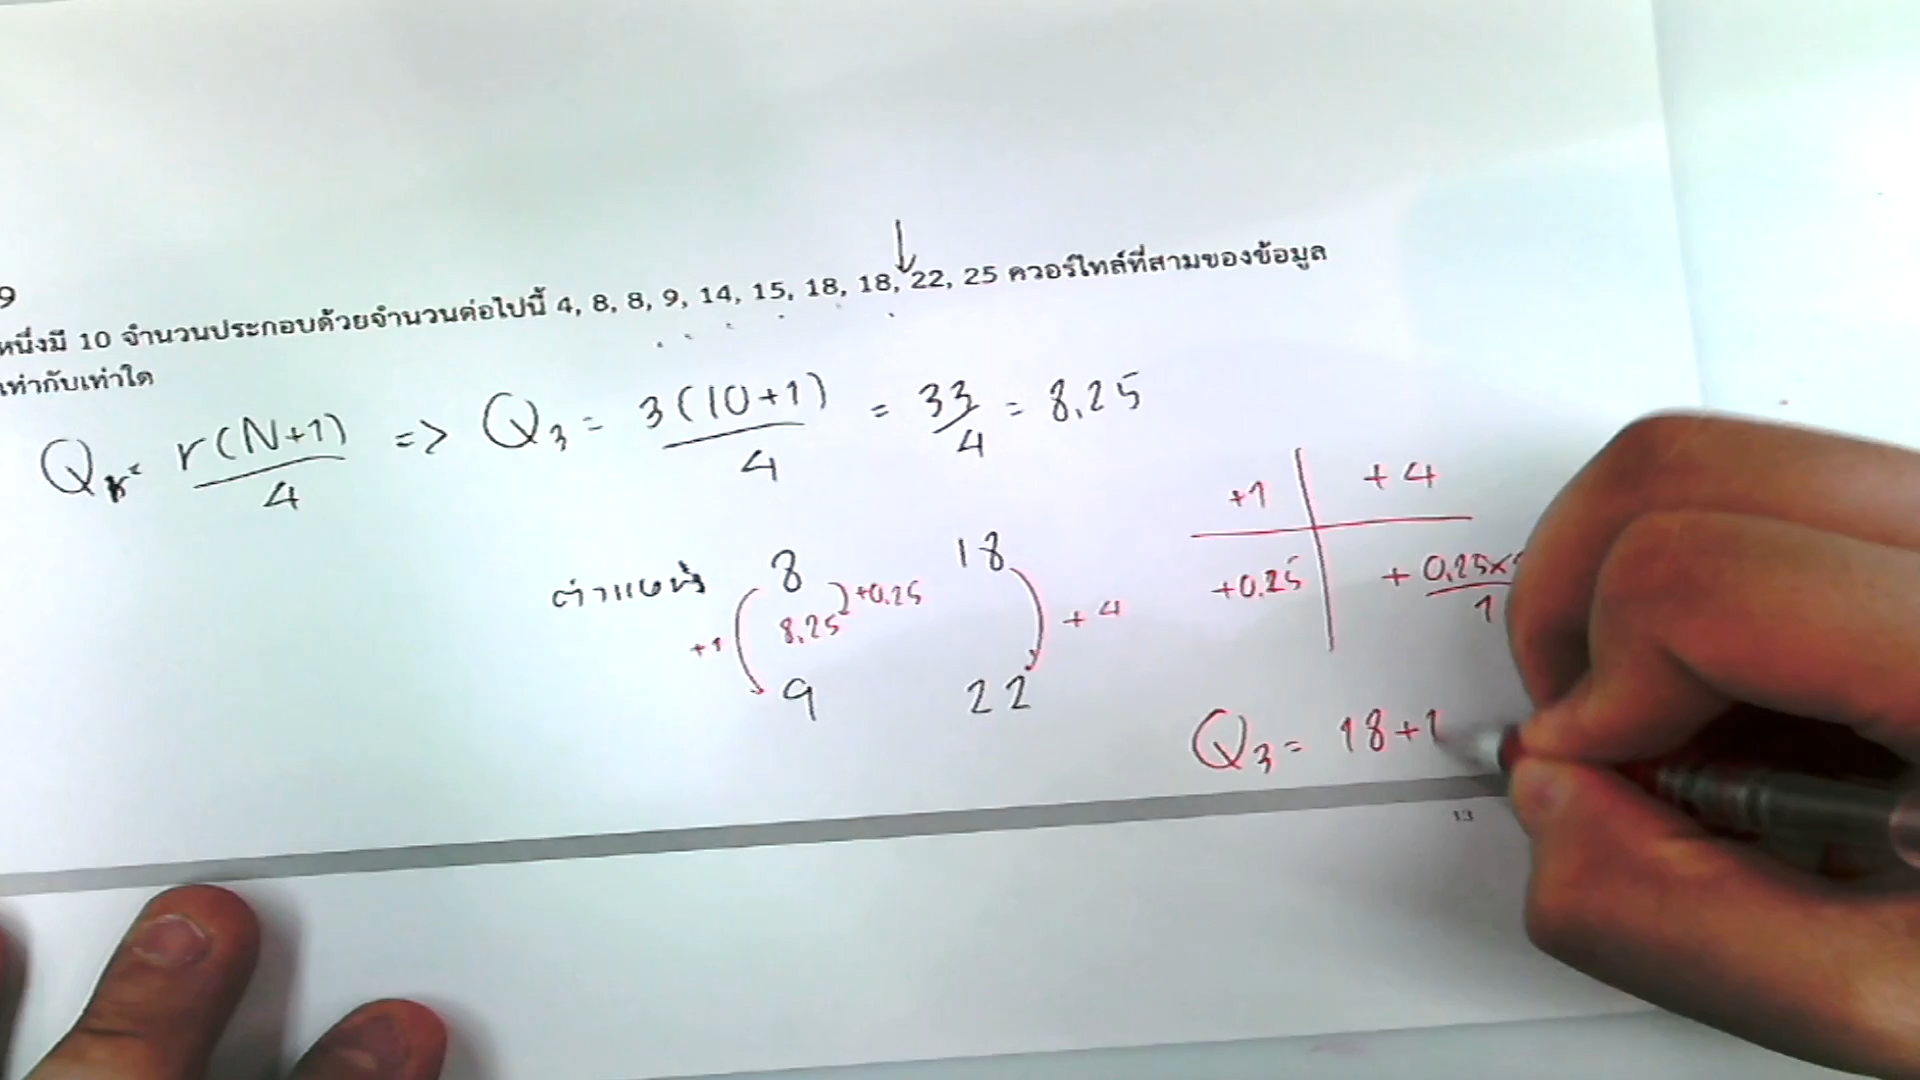 9
หนึ่งมี 10 จำนวนประกอบด้วยจำนวนต่อไปนี้ 4, 8, 8, 9, 14, 15, 18, 18, 22, 25 ควอร์ไทล์ที่สามของข้อมูล
เท่ากับเท่าใด
Qr = r(N+1)/4 => Q3 = 3(10+1)/4 = 33/4 = 8.25
+1 | +4
ตำแหน่ง 8 18
+0.25 | + 0.25×
1
8.25 +0.25
+1 + 4
9 22
Q3 = 18+1
13